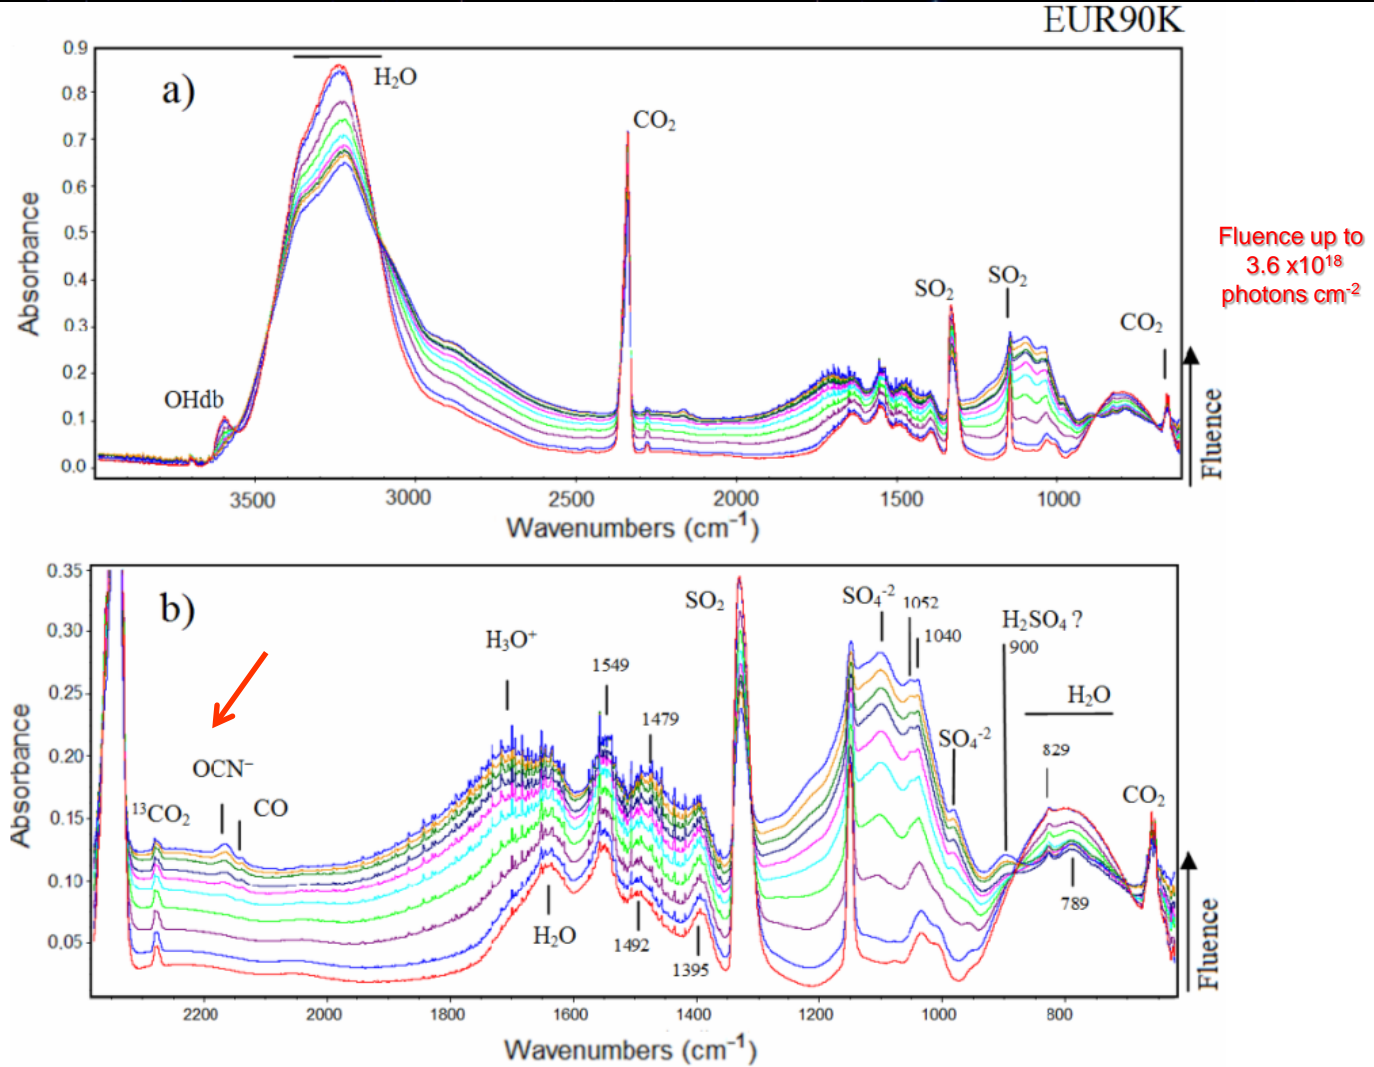 EUR90K
a)
H₂O
CO₂
SO₂
SO₂
CO₂
OHdb
Fluence up to
3.6 x10¹⁸
photons cm⁻²
Fluence
Absorbance
0.9
0.8
0.7
0.6
0.5
0.4
0.3
0.2
0.1
0.0
3500
3000
2500
2000
1500
1000
Wavenumbers (cm⁻¹)
b)
0.35
0.30
0.25
0.20
0.15
0.10
0.05
Absorbance
¹³CO₂
OCN⁻
CO
H₃O⁺
1549
1479
H₂O
1492
1395
SO₂
SO₄⁻²
1052
1040
SO₄⁻²
H₂SO₄ ?
900
H₂O
829
789
CO₂
Fluence
2200
2000
1800
1600
1400
1200
1000
800
Wavenumbers (cm⁻¹)